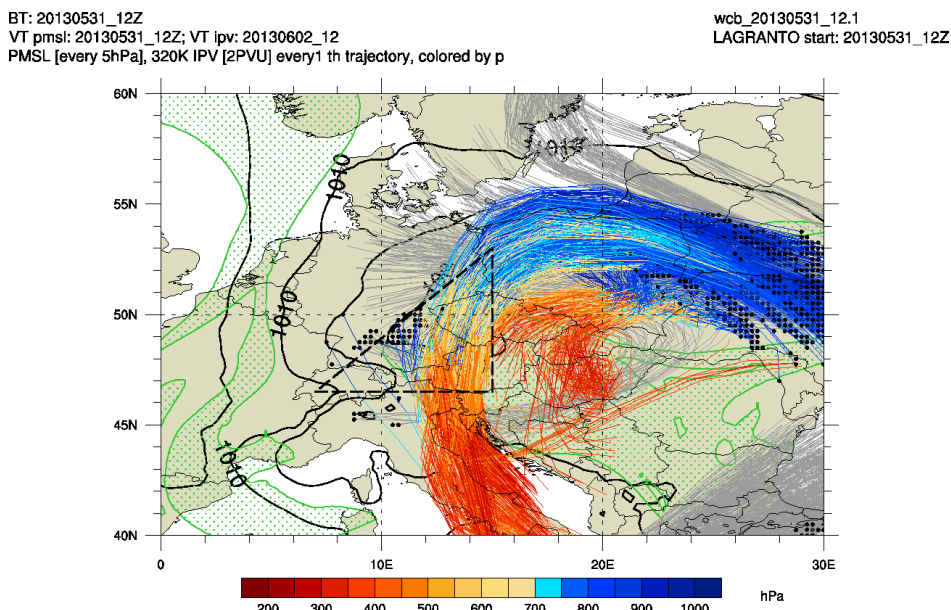 BT: 20130531_12Z
wcb_20130531_12.1
VT pmsl: 20130531_12Z; VT ipv: 20130602_12
LAGRANTO start: 20130531_12Z
PMSL [every 5hPa], 320K IPV [2PVU] every1 th trajectory, colored by p
60N
1010
55N
1010
50N
45N
1010
40N
0 10E 20E 30E
hPa
200 300 400 500 600 700 800 900 1000